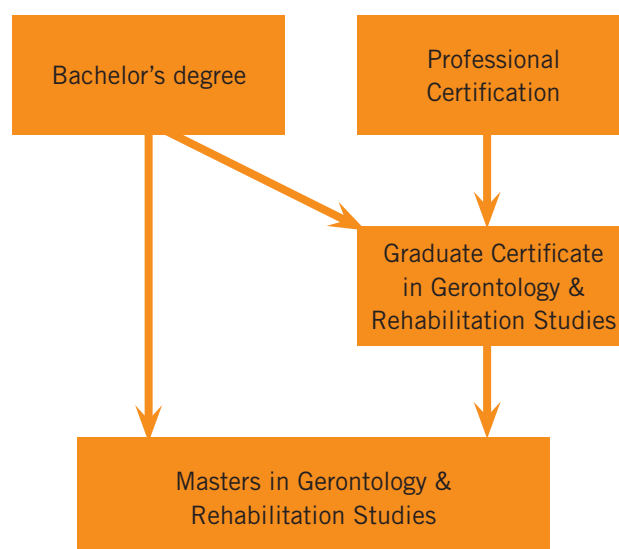 Bachelor’s degree
Professional
Certification
Graduate Certificate
in Gerontology &
Rehabilitation Studies
Masters in Gerontology &
Rehabilitation Studies